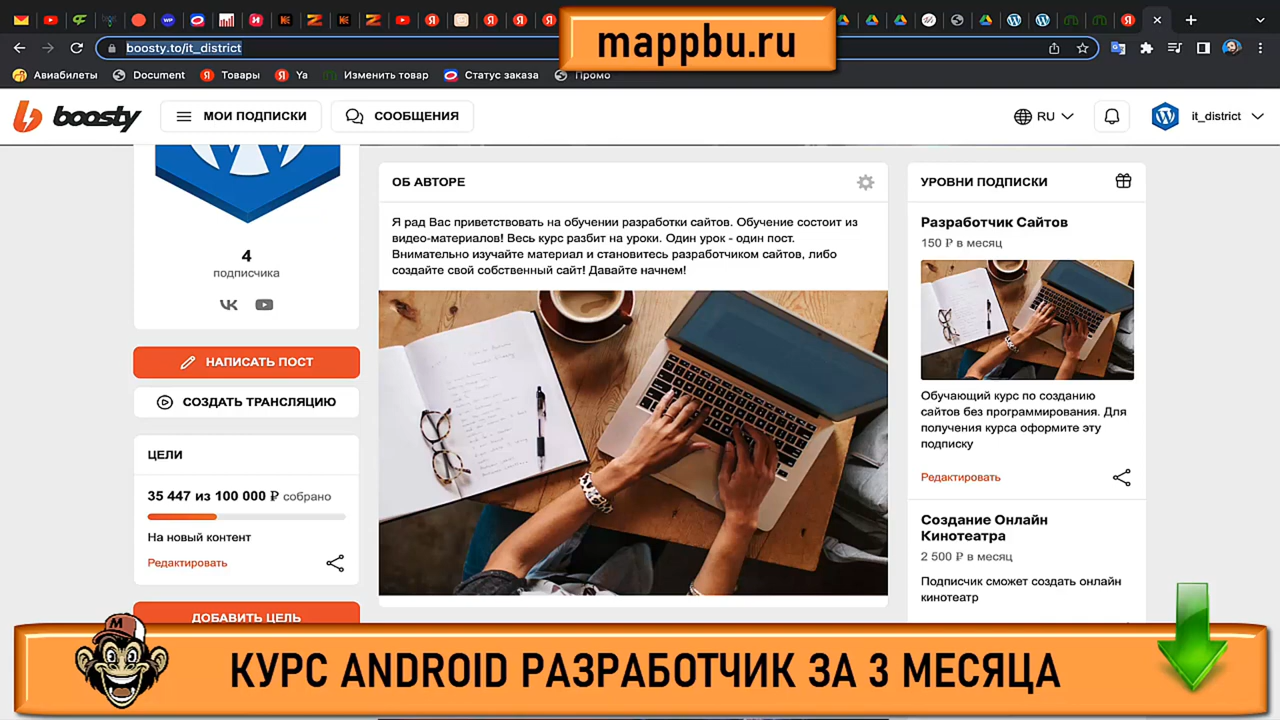 mappbu.ru
boosty.to/it_district
Авиабилеты
Document
Товары
Ya
Изменить товар
Статус заказа
Промо
boosty
МОИ ПОДПИСКИ
СООБЩЕНИЯ
RU
it_district
4
подписчика
НАПИСАТЬ ПОСТ
СОЗДАТЬ ТРАНСЛЯЦИЮ
ЦЕЛИ
35 447 из 100 000 ₽ собрано
На новый контент
Редактировать
ДОБАВИТЬ ЦЕЛЬ
ОБ АВТОРЕ
Я рад Вас приветствовать на обучении разработки сайтов. Обучение состоит из
видео-материалов! Весь курс разбит на уроки. Один урок - один пост.
Внимательно изучайте материал и становитесь разработчиком сайтов, либо
создайте свой собственный сайт! Давайте начнем!
УРОВНИ ПОДПИСКИ
Разработчик Сайтов
150 ₽ в месяц
Обучающий курс по созданию
сайтов без программирования. Для
получения курса оформите эту
подписку
Редактировать
Создание Онлайн
Кинотеатра
2 500 ₽ в месяц
Подписчик сможет создать онлайн
кинотеатр
M
КУРС ANDROID РАЗРАБОТЧИК ЗА 3 МЕСЯЦА